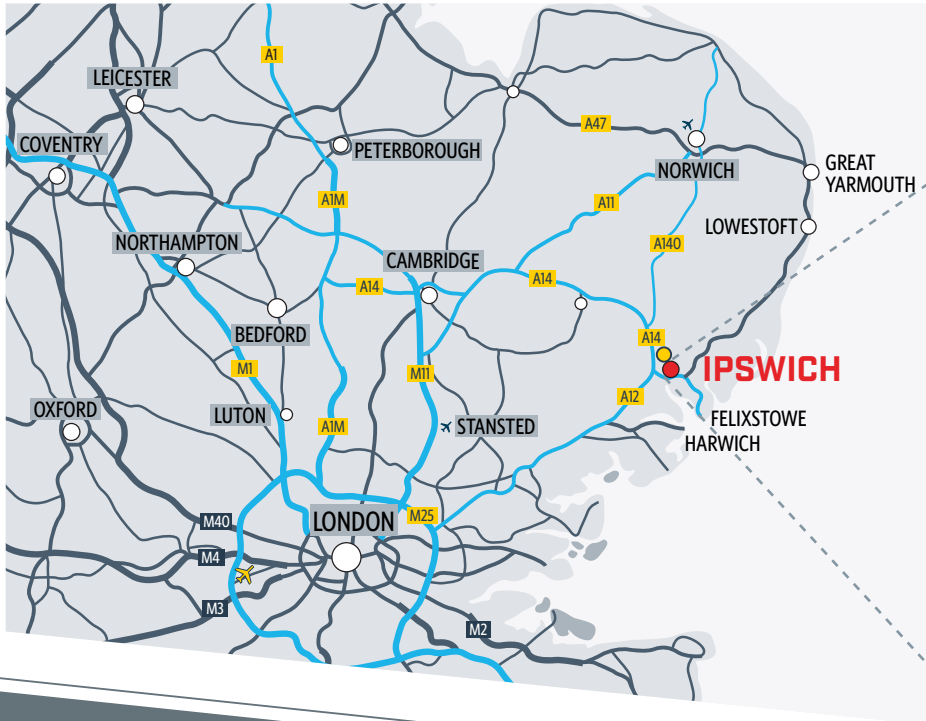 A1
LEICESTER
A47
COVENTRY
PETERBOROUGH
NORWICH
GREAT
YARMOUTH
A1M
A11
LOWESTOFT
NORTHAMPTON
A140
CAMBRIDGE
A14
A14
BEDFORD
A14
M1
M11
IPSWICH
A12
OXFORD
LUTON
A1M
STANSTED
FELIXSTOWE
HARWICH
M40
LONDON
M25
M4
M3
M2